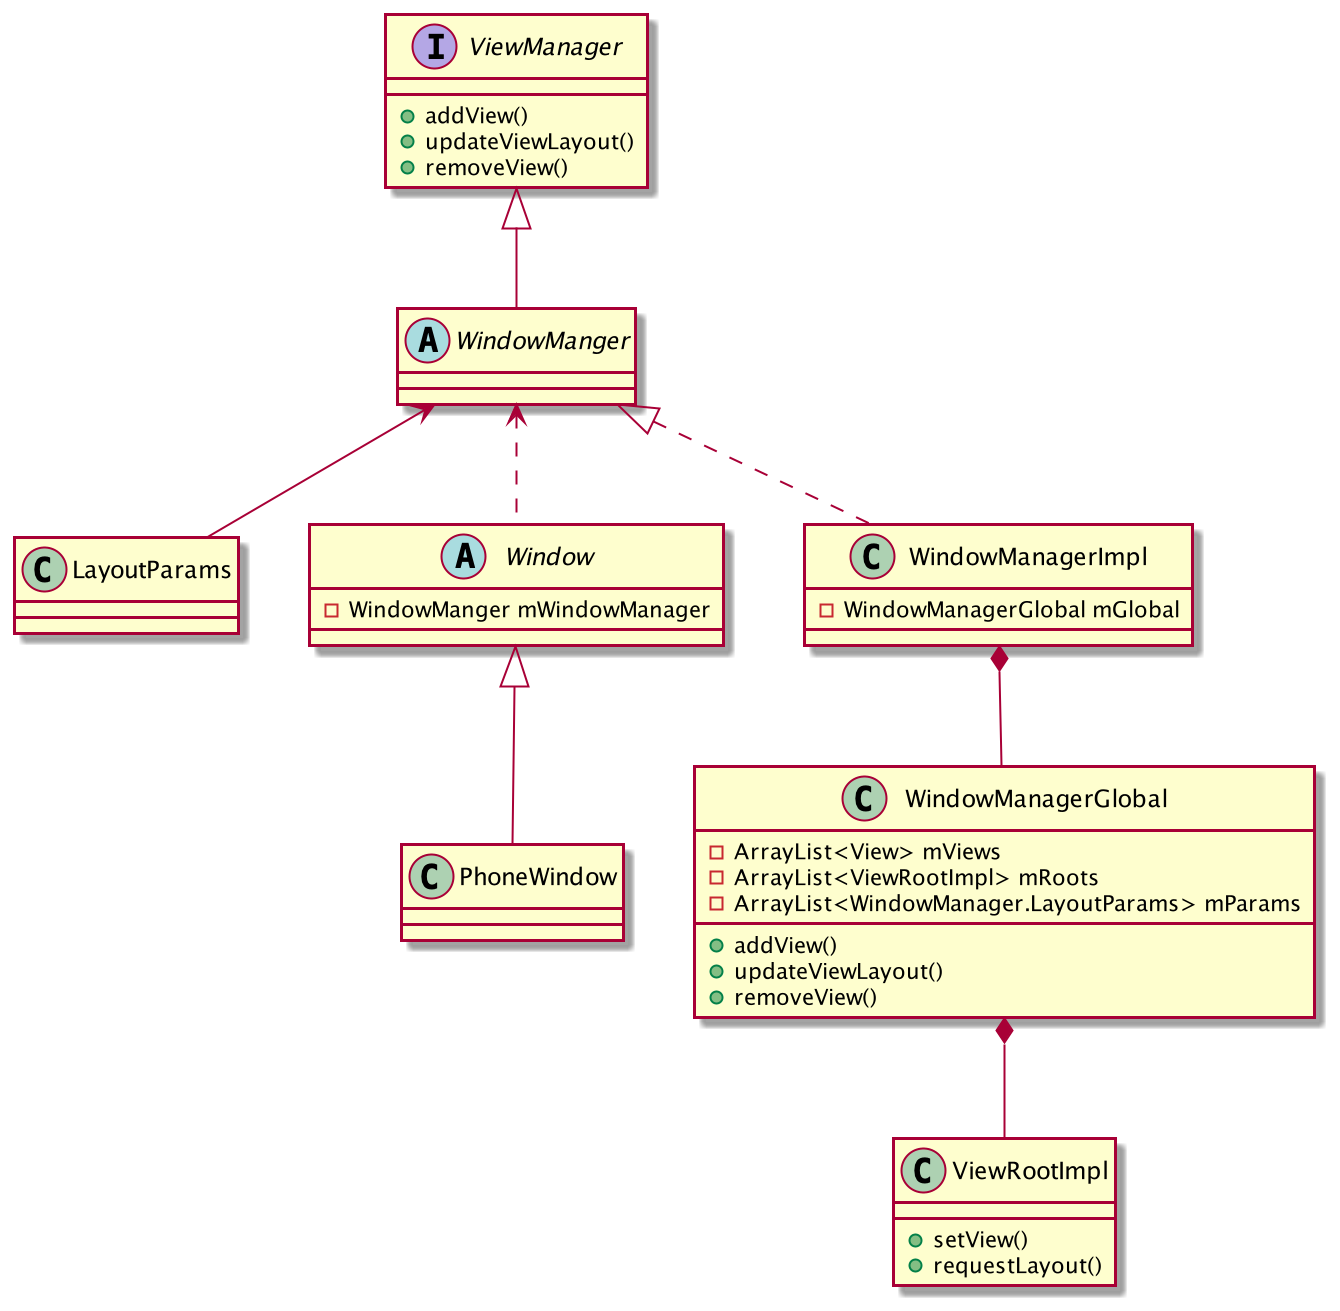 I ViewManager
addView()
updateViewLayout()
removeView()
A WindowManger
C LayoutParams
A Window
WindowManger mWindowManager
C WindowManagerImpl
WindowManagerGlobal mGlobal
C PhoneWindow
C WindowManagerGlobal
ArrayList<View> mViews
ArrayList<ViewRootImpl> mRoots
ArrayList<WindowManager.LayoutParams> mParams
addView()
updateViewLayout()
removeView()
C ViewRootImpl
setView()
requestLayout()